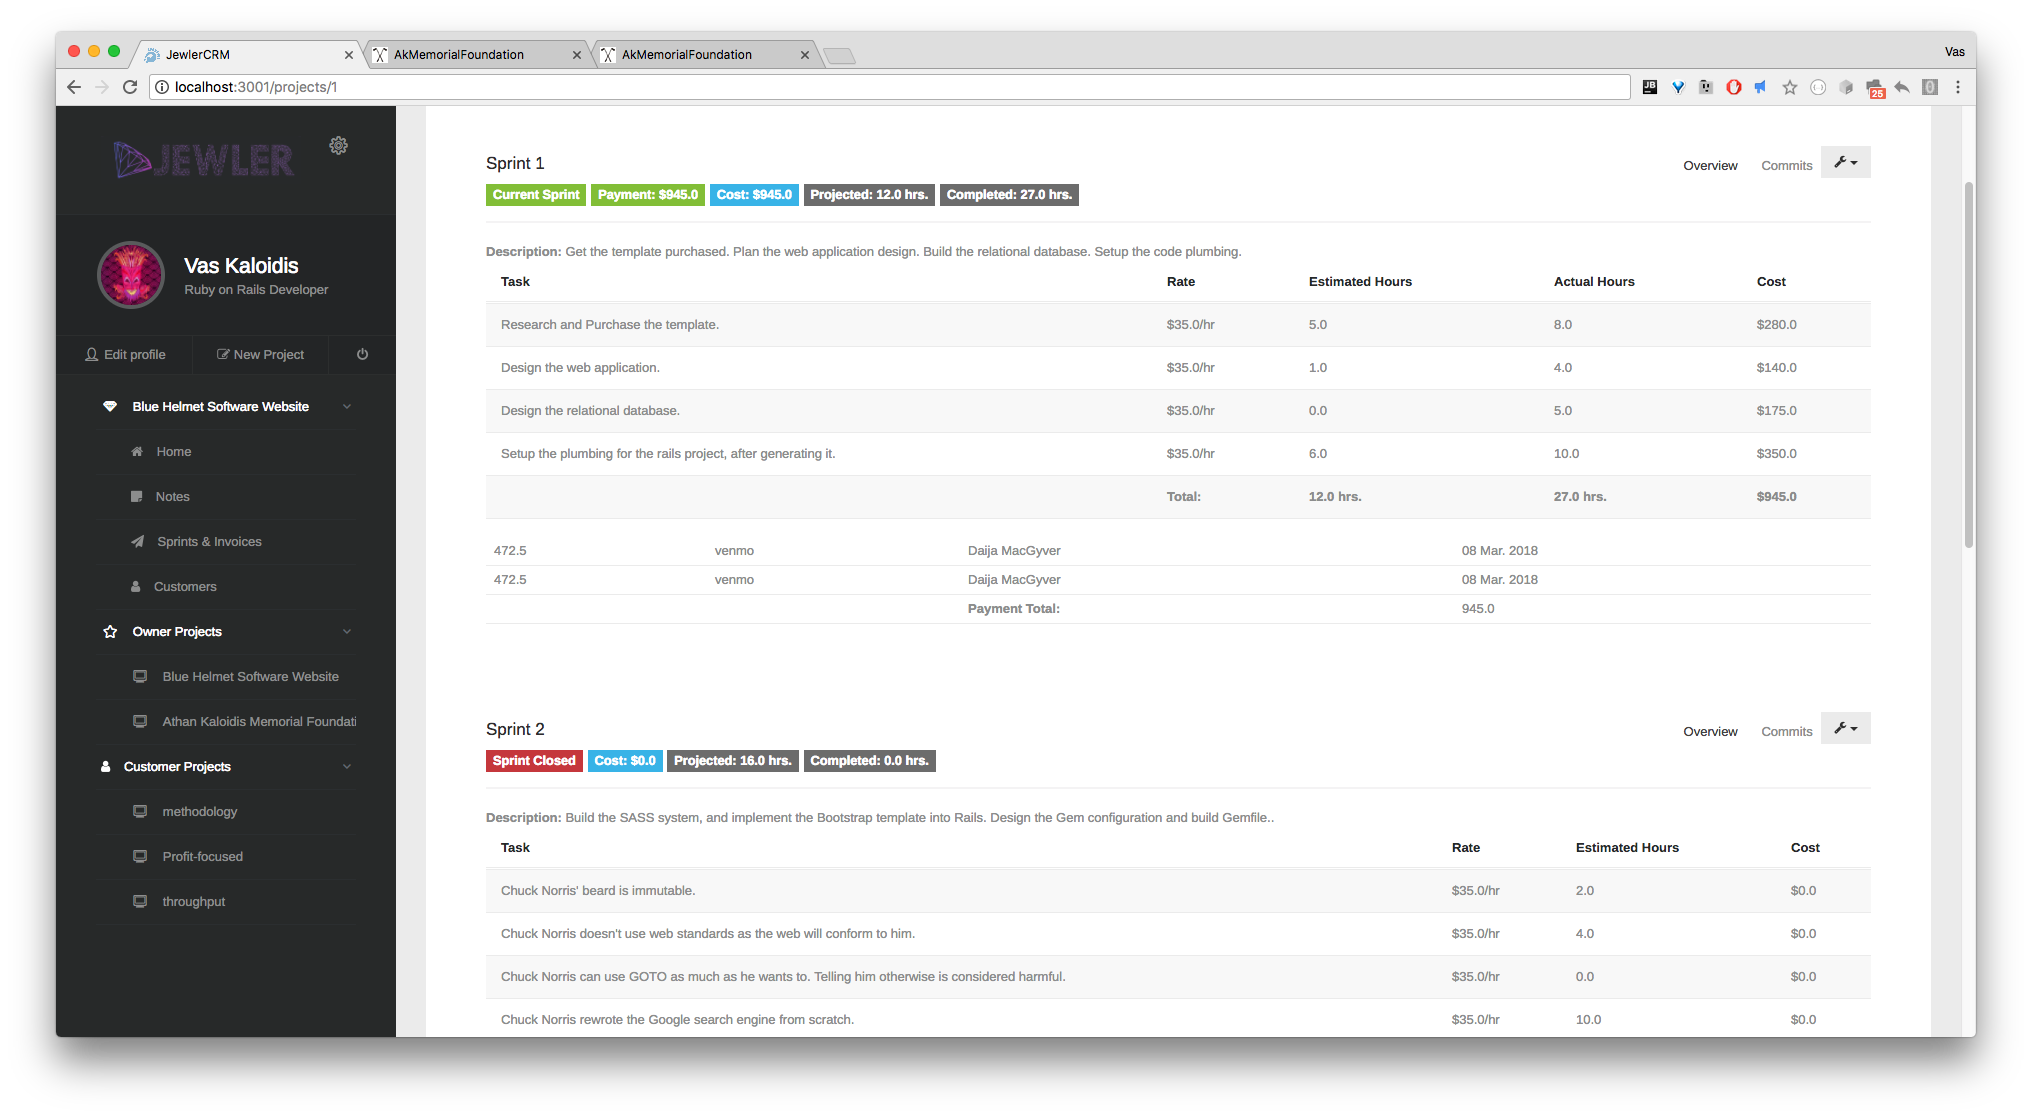 JewlerCRM
AkMemorialFoundation
AkMemorialFoundation
Vas
localhost:3001/projects/1
JB
25
JEWLER
Vas Kaloidis
Ruby on Rails Developer
Edit profile
New Project
Blue Helmet Software Website
Home
Notes
Sprints & Invoices
Customers
Owner Projects
Blue Helmet Software Website
Athan Kaloidis Memorial Foundati
Customer Projects
methodology
Profit-focused
throughput
Sprint 1
Overview Commits
Current Sprint Payment: $945.0 Cost: $945.0 Projected: 12.0 hrs. Completed: 27.0 hrs.
Description: Get the template purchased. Plan the web application design. Build the relational database. Setup the code plumbing.
Task Rate Estimated Hours Actual Hours Cost
Research and Purchase the template. $35.0/hr 5.0 8.0 $280.0
Design the web application. $35.0/hr 1.0 4.0 $140.0
Design the relational database. $35.0/hr 0.0 5.0 $175.0
Setup the plumbing for the rails project, after generating it. $35.0/hr 6.0 10.0 $350.0
Total: 12.0 hrs. 27.0 hrs. $945.0
472.5 venmo Daija MacGyver 08 Mar. 2018
472.5 venmo Daija MacGyver 08 Mar. 2018
Payment Total: 945.0
Sprint 2
Overview Commits
Sprint Closed Cost: $0.0 Projected: 16.0 hrs. Completed: 0.0 hrs.
Description: Build the SASS system, and implement the Bootstrap template into Rails. Design the Gem configuration and build Gemfile..
Task Rate Estimated Hours Cost
Chuck Norris' beard is immutable. $35.0/hr 2.0 $0.0
Chuck Norris doesn't use web standards as the web will conform to him. $35.0/hr 4.0 $0.0
Chuck Norris can use GOTO as much as he wants to. Telling him otherwise is considered harmful. $35.0/hr 0.0 $0.0
Chuck Norris rewrote the Google search engine from scratch. $35.0/hr 10.0 $0.0